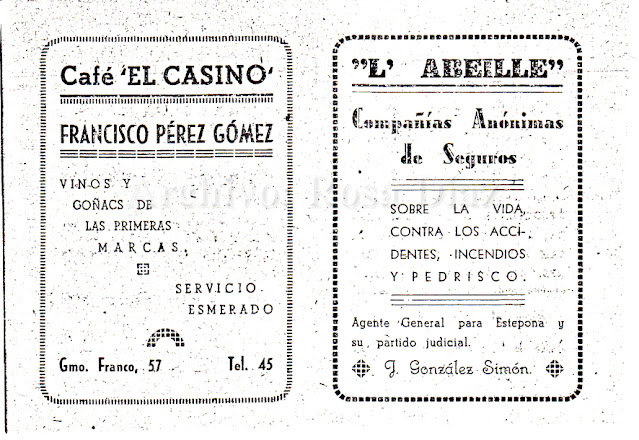 Café 'EL CASINO'
FRANCISCO PÉREZ GÓMEZ
VINOS Y
GOÑACS DE
LAS PRIMERAS
MARCAS.
SERVICIO
ESMERADO
Gmo. Franco, 57 Tel. 45
"L' ABEILLE"
Compañías Anónimas
de Seguros
SOBRE LA VIDA,
CONTRA LOS ACCI-
DENTES, INCENDIOS
Y PEDRISCO.
Agente General para Estepona y
su partido judicial.
J. González Simón.